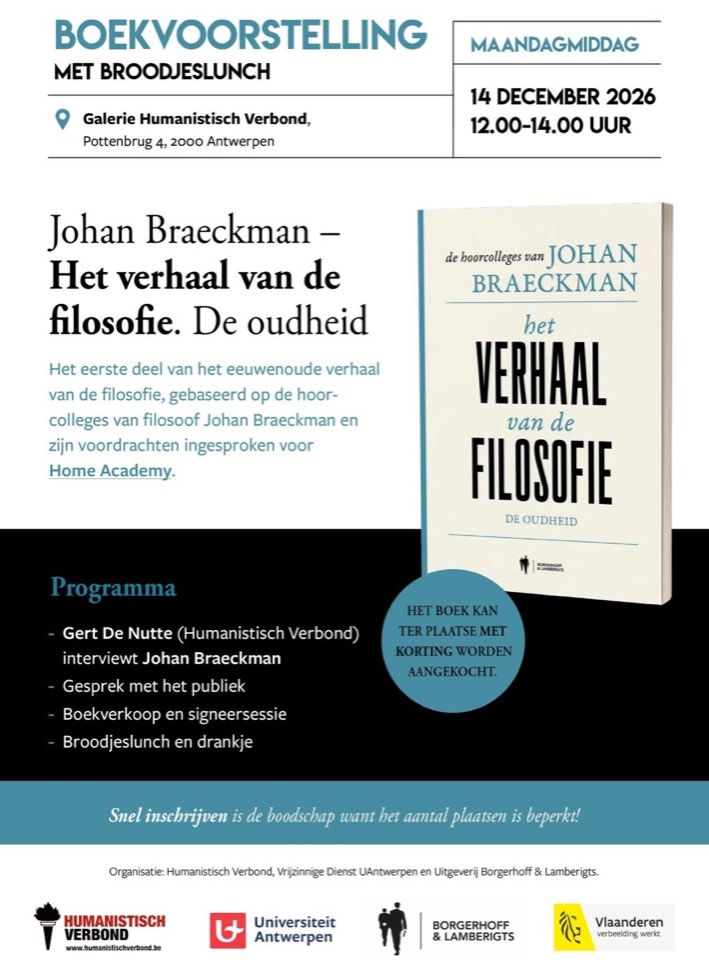 BOEKVOORSTELLING
MET BROODJESLUNCH
MAANDAGMIDDAG
Galerie Humanistisch Verbond,
Pottenbrug 4, 2000 Antwerpen
14 DECEMBER 2026
12.00-14.00 UUR
Johan Braeckman –
Het verhaal van de
filosofie. De oudheid
Het eerste deel van het eeuwenoude verhaal
van de filosofie, gebaseerd op de hoor-
colleges van filosoof Johan Braeckman en
zijn voordrachten ingesproken voor
Home Academy.
de hoorcolleges van JOHAN
BRAECKMAN
het
VERHAAL
van de
FILOSOFIE
DE OUDHEID
BORGERHOFF
& LAMBERIGTS
Programma
- Gert De Nutte (Humanistisch Verbond)
interviewt Johan Braeckman
- Gesprek met het publiek
- Boekverkoop en signeersessie
- Broodjeslunch en drankje
HET BOEK KAN
TER PLAATSE MET
KORTING WORDEN
AANGEKOCHT.
Snel inschrijven is de boodschap want het aantal plaatsen is beperkt!
Organisatie: Humanistisch Verbond, Vrijzinnige Dienst UAntwerpen en Uitgeverij Borgerhoff & Lamberigts.
HUMANISTISCH
VERBOND
www.humanistischverbond.be
Universiteit
Antwerpen
BORGERHOFF
& LAMBERIGTS
Vlaanderen
verbeelding werkt